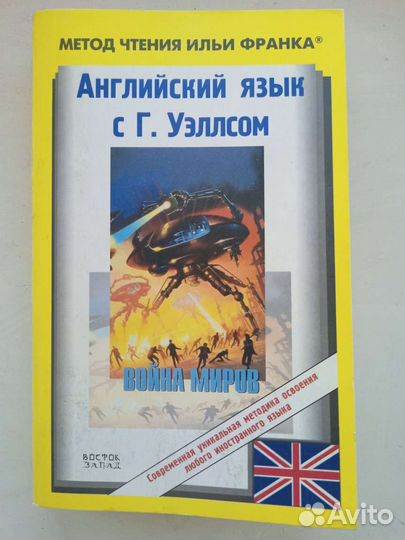 МЕТОД ЧТЕНИЯ ИЛЬИ ФРАНКА®
Английский язык
с Г. Уэллсом
ВОЙНА МИРОВ
Современная уникальная методика освоения
любого иностранного языка
ВОСТОК
ЗАПАД
Avito